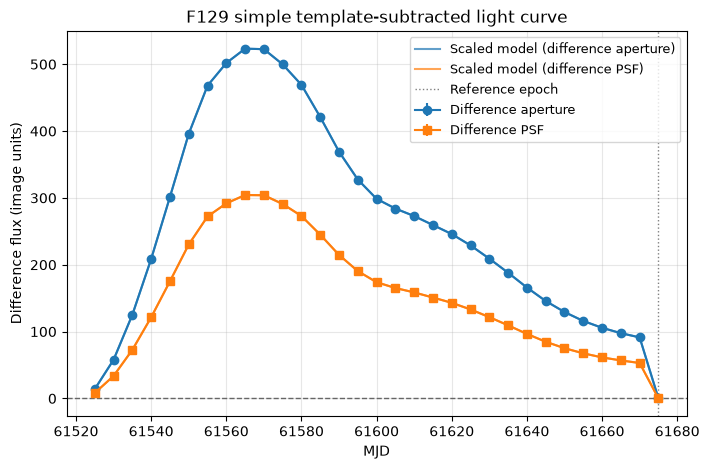 F129 simple template-subtracted light curve
Scaled model (difference aperture)
Scaled model (difference PSF)
Reference epoch
Difference aperture
Difference PSF
Difference flux (image units)
500
400
300
200
100
0
61520 61540 61560 61580 61600 61620 61640 61660 61680
MJD